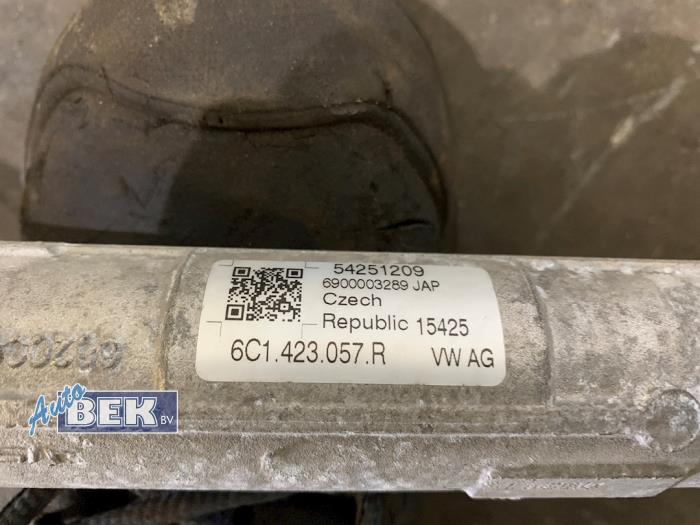 54251209
6900003289 JAP
Czech
Republic 15425
6C1.423.057.R VW AG
Auto
BEK BV